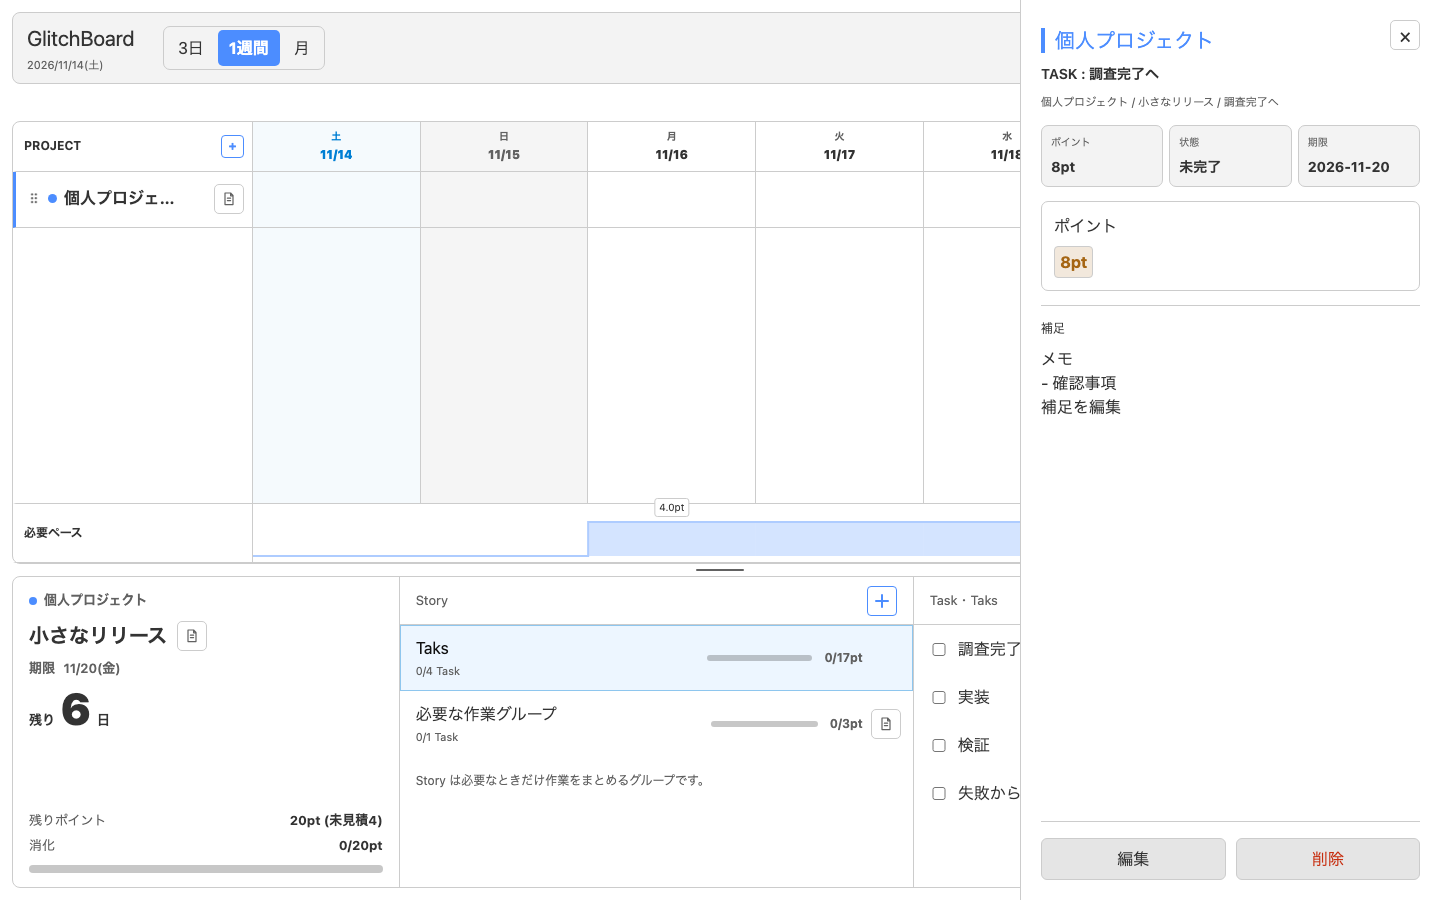 GlitchBoard
2026/11/14(土)
3日
1週間
月
PROJECT
+
土
11/14
日
11/15
月
11/16
火
11/17
水
11/18
個人プロジェ...
必要ペース
4.0pt
個人プロジェクト
小さなリリース
期限 11/20(金)
残り 6 日
残りポイント
20pt (未見積4)
消化
0/20pt
Story
+
Taks
0/4 Task
0/17pt
必要な作業グループ
0/1 Task
0/3pt
Story は必要なときだけ作業をまとめるグループです。
Task・Taks
調査完了
実装
検証
失敗から
個人プロジェクト
×
TASK : 調査完了へ
個人プロジェクト / 小さなリリース / 調査完了へ
ポイント
8pt
状態
未完了
期限
2026-11-20
ポイント
8pt
補足
メモ
- 確認事項
補足を編集
編集
削除